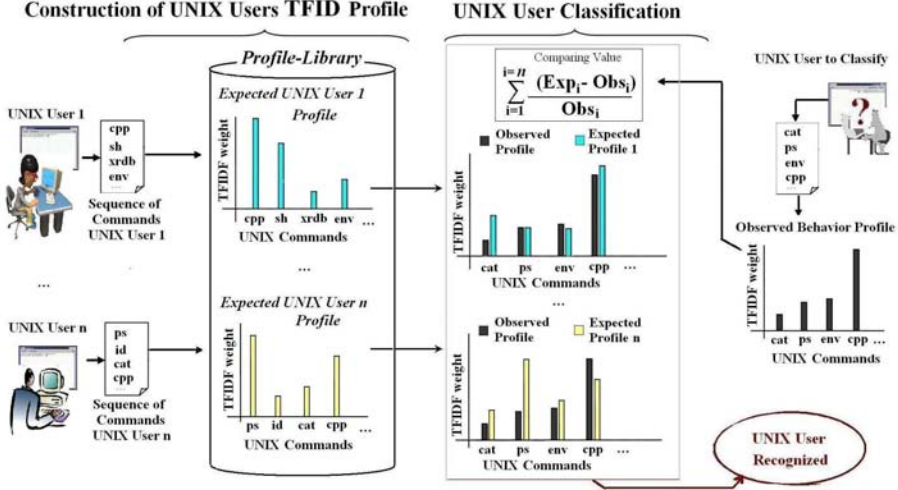 Construction of UNIX Users TFID Profile
UNIX User Classification
Profile-Library
Expected UNIX User 1
Profile
TFIDF weight
cpp sh xrdb env ...
UNIX Commands
...
Expected UNIX User n
Profile
TFIDF weight
ps id cat cpp ...
UNIX Commands
UNIX User 1
cpp
sh
xrdb
env
...
Sequence of
Commands
UNIX User 1
...
UNIX User n
ps
id
cat
cpp
...
Sequence of
Commands
UNIX User n
Comparing Value
i=n
∑ (Expi- Obsi)
i=1 Obsi
Observed
Profile
Expected
Profile 1
TFIDF weight
cat ps env cpp ...
UNIX Commands
...
Observed
Profile
Expected
Profile n
TFIDF weight
cat ps env cpp ...
UNIX Commands
UNIX User to Classify
?
cat
ps
env
cpp
...
Observed Behavior Profile
TFIDF weight
cat ps env cpp ...
UNIX Commands
UNIX User
Recognized